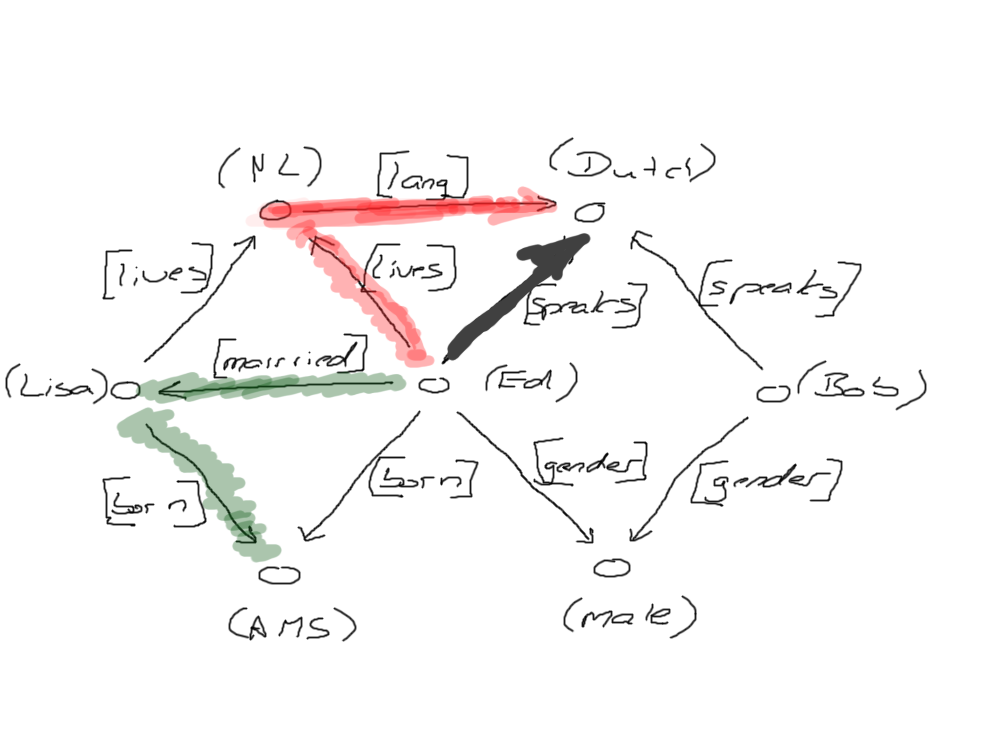 (NL)
[lang]
(Dutch)
[lives]
[lives]
[speaks]
[speaks]
[married]
(Lisa)
(Ed)
(Bob)
[born]
[born]
[gender]
[gender]
(AMS)
(male)